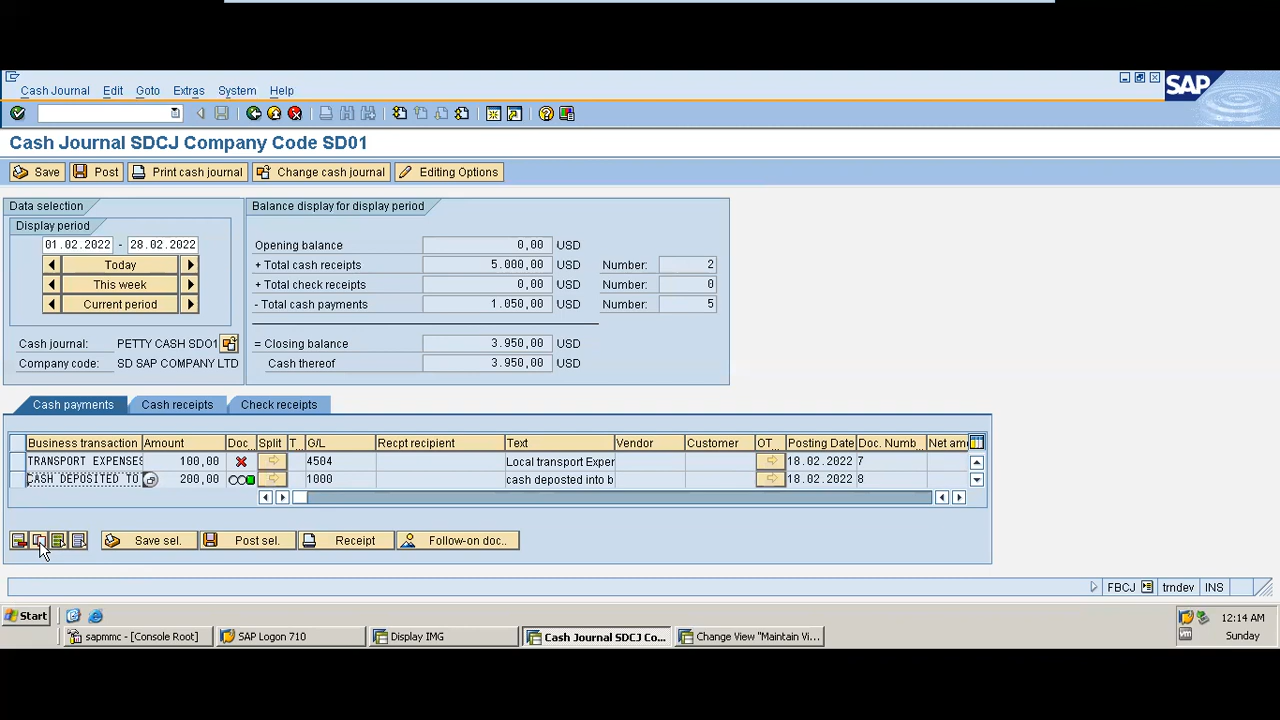 Cash Journal Edit Goto Extras System Help
SAP
Cash Journal SDCJ Company Code SD01
Save Post Print cash journal Change cash journal Editing Options
Data selection
Balance display for display period
Display period
01.02.2022 - 28.02.2022
Opening balance 0,00 USD
Today
+ Total cash receipts 5.000,00 USD Number: 2
This week
+ Total check receipts 0,00 USD Number: 0
Current period
- Total cash payments 1.050,00 USD Number: 5
Cash journal: PETTY CASH SD01
= Closing balance 3.950,00 USD
Company code: SD SAP COMPANY LTD
Cash thereof 3.950,00 USD
Cash payments Cash receipts Check receipts
Business transaction Amount Doc Split T... G/L Recpt recipient Text Vendor Customer OT... Posting Date Doc. Numb Net am
TRANSPORT EXPENSES 100,00 4504 Local transport Exper 18.02.2022 7
CASH DEPOSITED TO 200,00 1000 cash deposited into b 18.02.2022 8
Save sel. Post sel. Receipt Follow-on doc..
FBCJ trndev INS
Start
12:14 AM
sapmmc - [Console Root] SAP Logon 710 Display IMG Cash Journal SDCJ Co... Change View "Maintain Vi...
Sunday